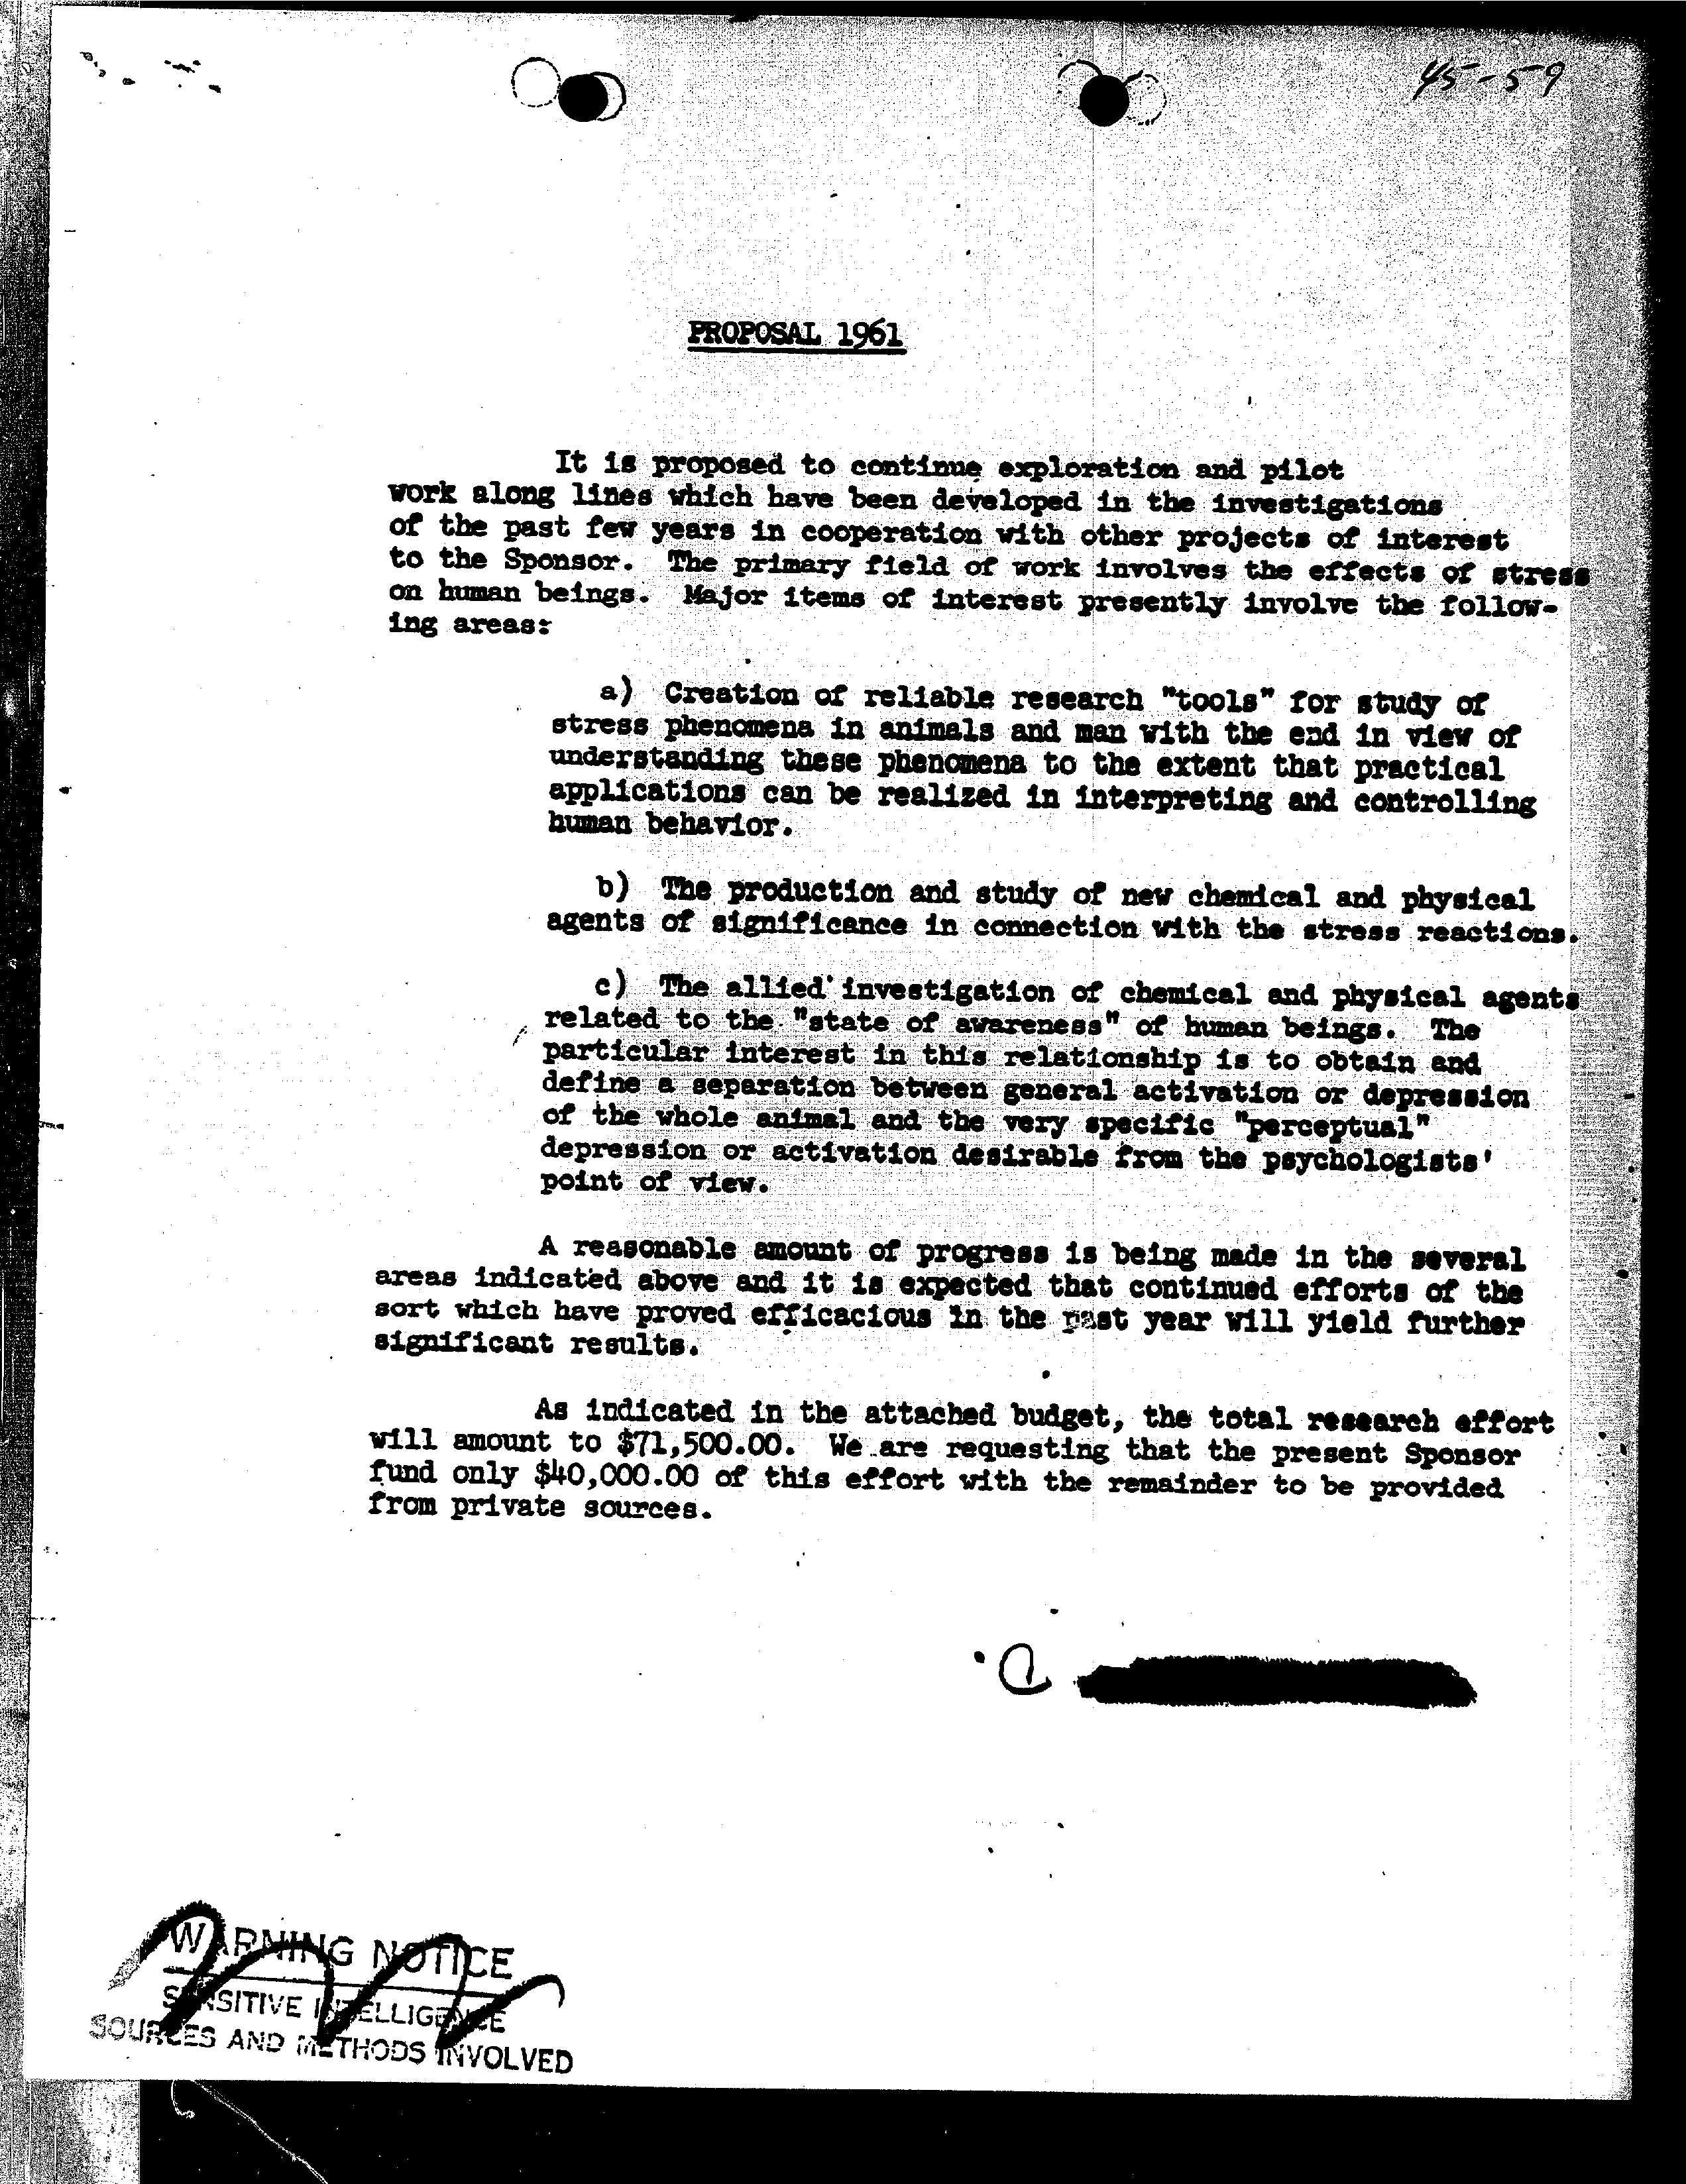 45-59
PROPOSAL 1961
It is proposed to continue exploration and pilot
work along lines which have been developed in the investigations
of the past few years in cooperation with other projects of interest
to the Sponsor. The primary field of work involves the effects of stress
on human beings. Major items of interest presently involve the follow-
ing areas:
a) Creation of reliable research "tools" for study of
stress phenomena in animals and man with the end in view of
understanding these phenomena to the extent that practical
applications can be realized in interpreting and controlling
human behavior.
b) The production and study of new chemical and physical
agents of significance in connection with the stress reactions.
c) The allied investigation of chemical and physical agents
related to the "state of awareness" of human beings. The
particular interest in this relationship is to obtain and
define a separation between general activation or depression
of the whole animal and the very specific "perceptual"
depression or activation desirable from the psychologists'
point of view.
A reasonable amount of progress is being made in the several
areas indicated above and it is expected that continued efforts of the
sort which have proved efficacious in the past year will yield further
significant results.
As indicated in the attached budget, the total research effort
will amount to $71,500.00. We are requesting that the present Sponsor
fund only $40,000.00 of this effort with the remainder to be provided
from private sources.
WARNING NOTICE
SENSITIVE INTELLIGENCE
SOURCES AND METHODS INVOLVED